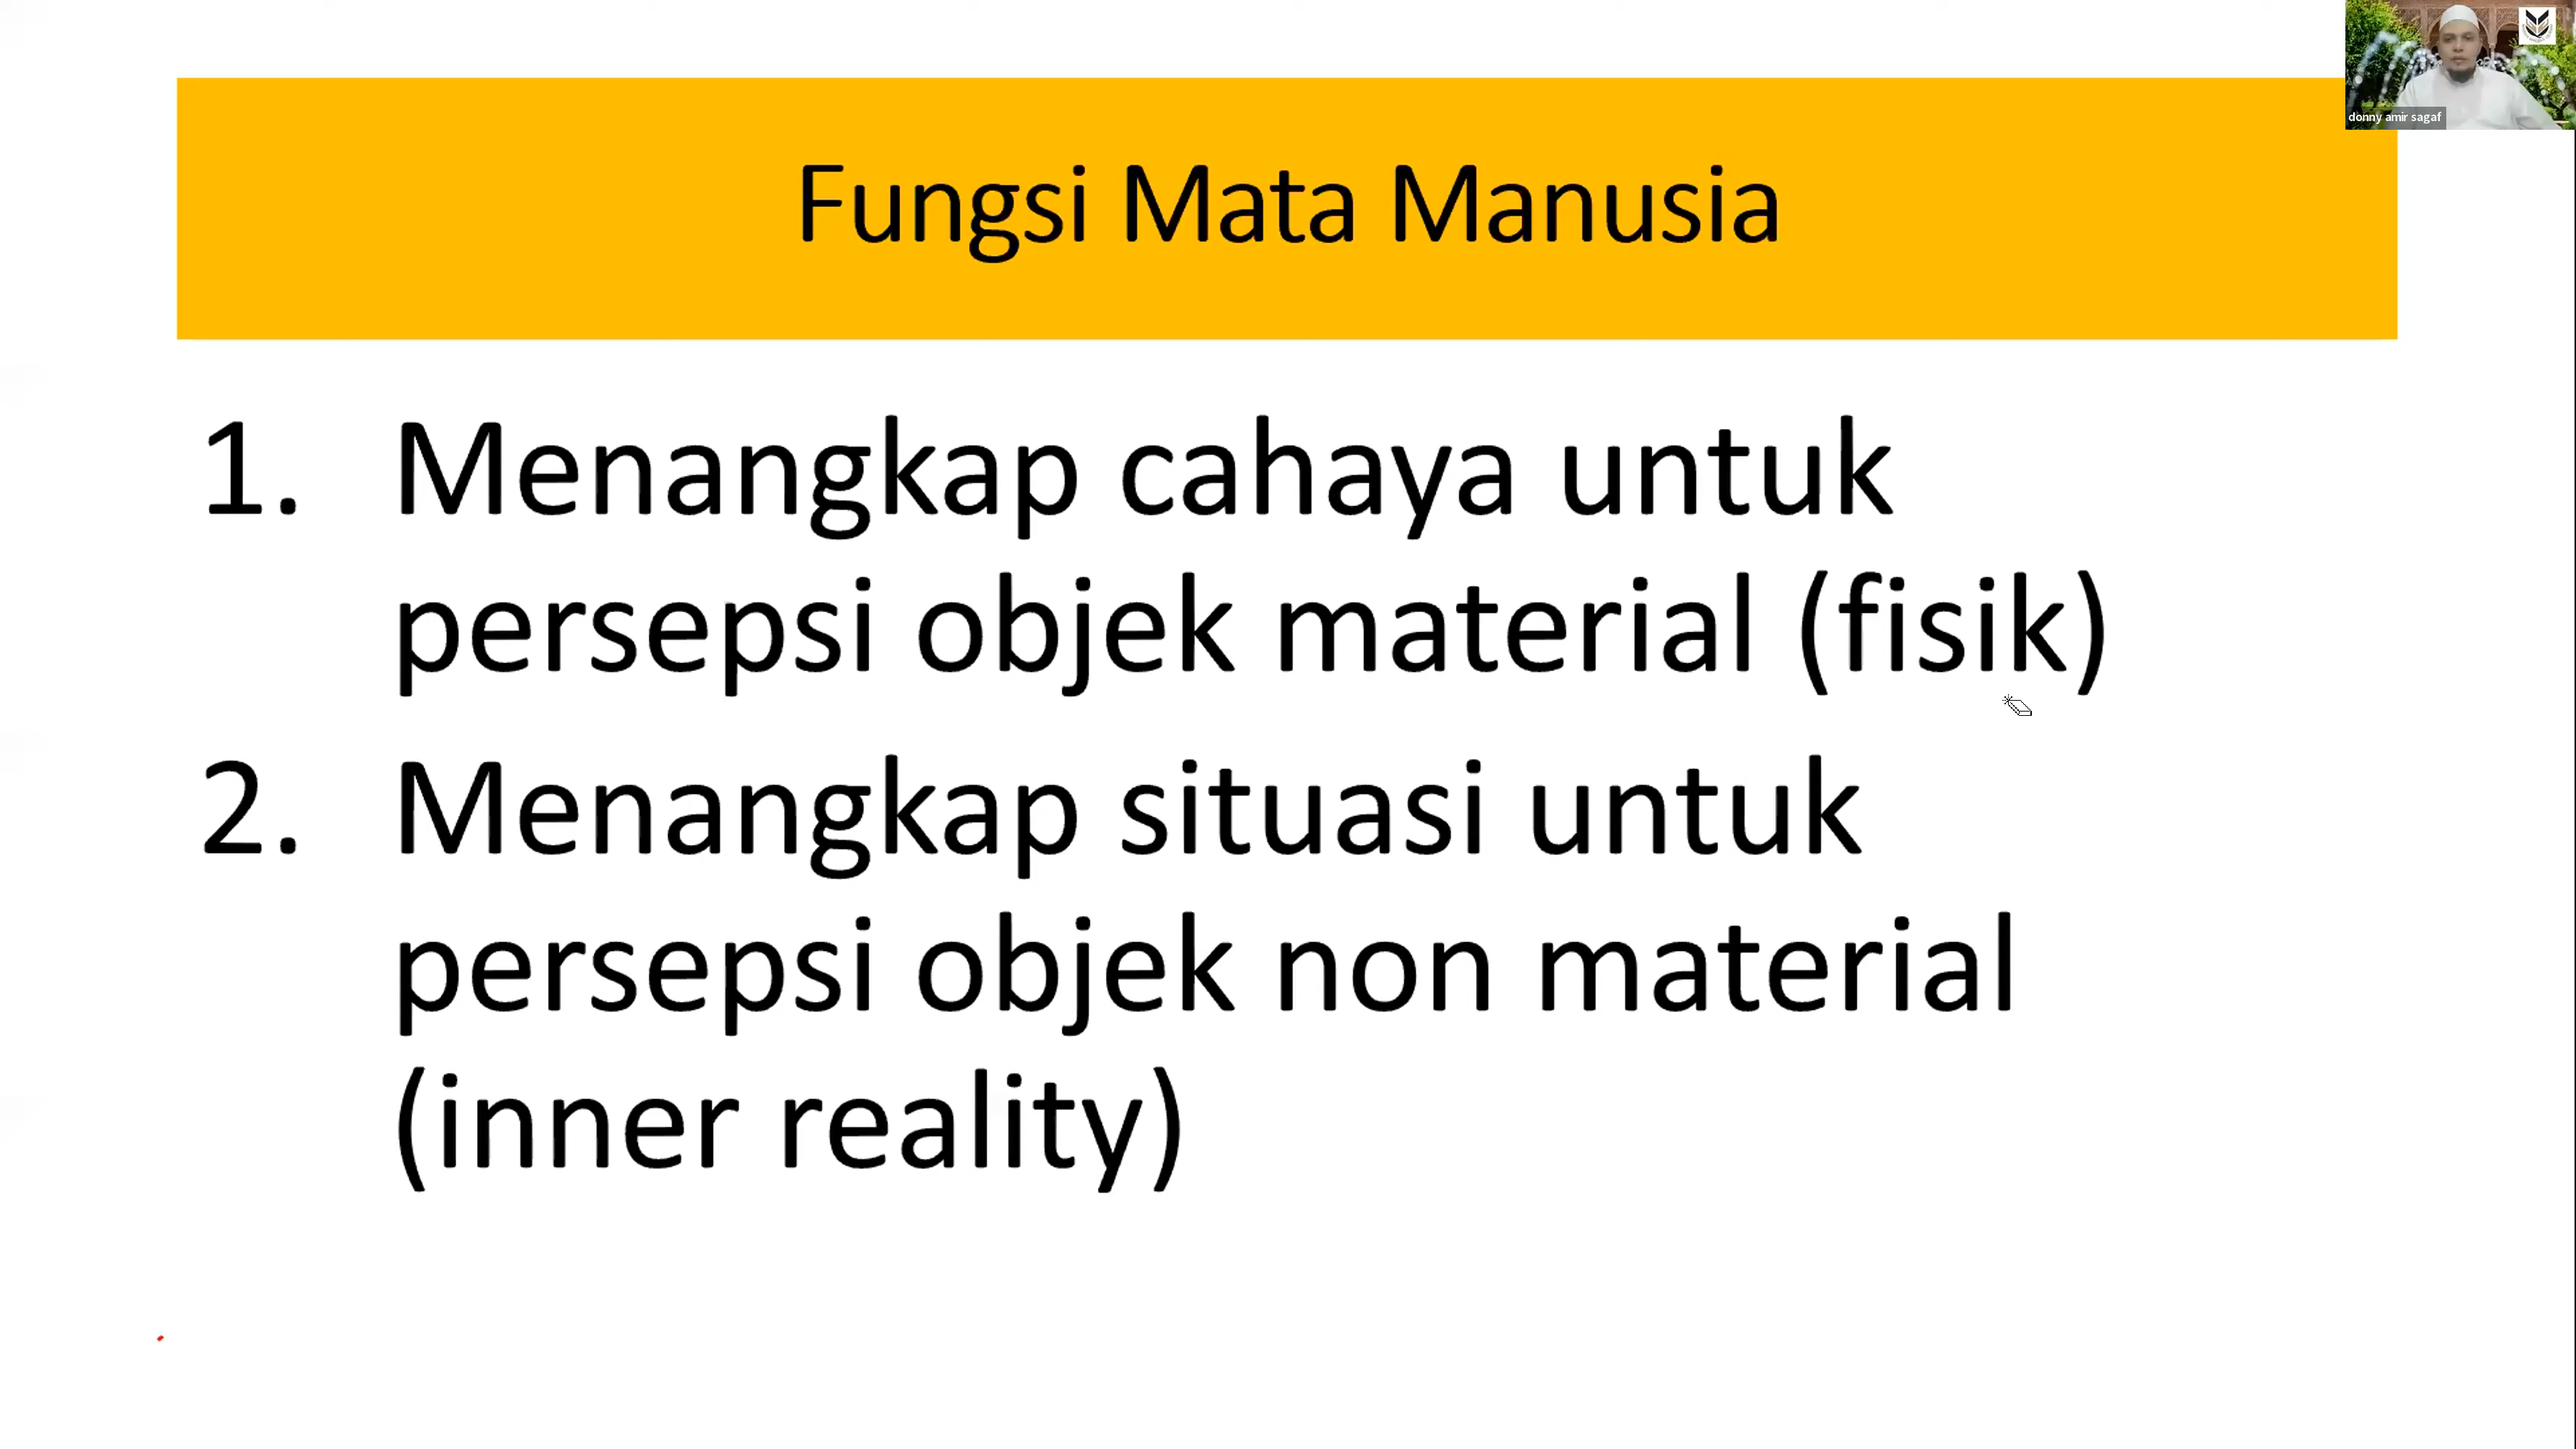 donny amir sagaf
Fungsi Mata Manusia
1. Menangkap cahaya untuk
persepsi objek material (fisik)
2. Menangkap situasi untuk
persepsi objek non material
(inner reality)